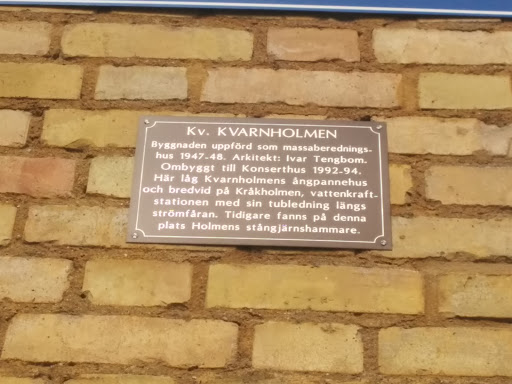 Kv. KVARNHOLMEN
Byggnaden uppförd som massaberednings-
hus 1947-48. Arkitekt: Ivar Tengbom.
Ombyggt till Konserthus 1992-94.
Här låg Kvarnholmens ångpannehus
och bredvid på Kråkholmen, vattenkraft-
stationen med sin tubledning längs
strömfåran. Tidigare fanns på denna
plats Holmens stångjärnshammare.